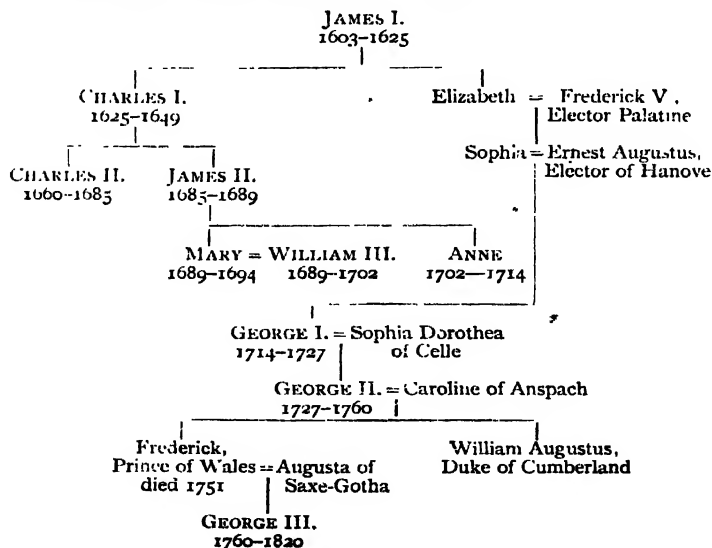 JAMES I.
1603–1625
CHARLES I. Elizabeth = Frederick V,
1625–1649 Elector Palatine
Sophia = Ernest Augustus,
CHARLES II. JAMES II. Elector of Hanove
1660–1685 1685–1689
MARY = WILLIAM III. ANNE
1689–1694 1689–1702 1702—1714
GEORGE I. = Sophia Dorothea
1714–1727 of Celle
GEORGE II. = Caroline of Anspach
1727–1760
Frederick, William Augustus,
Prince of Wales = Augusta of Duke of Cumberland
died 1751 Saxe-Gotha
GEORGE III.
1760–1820